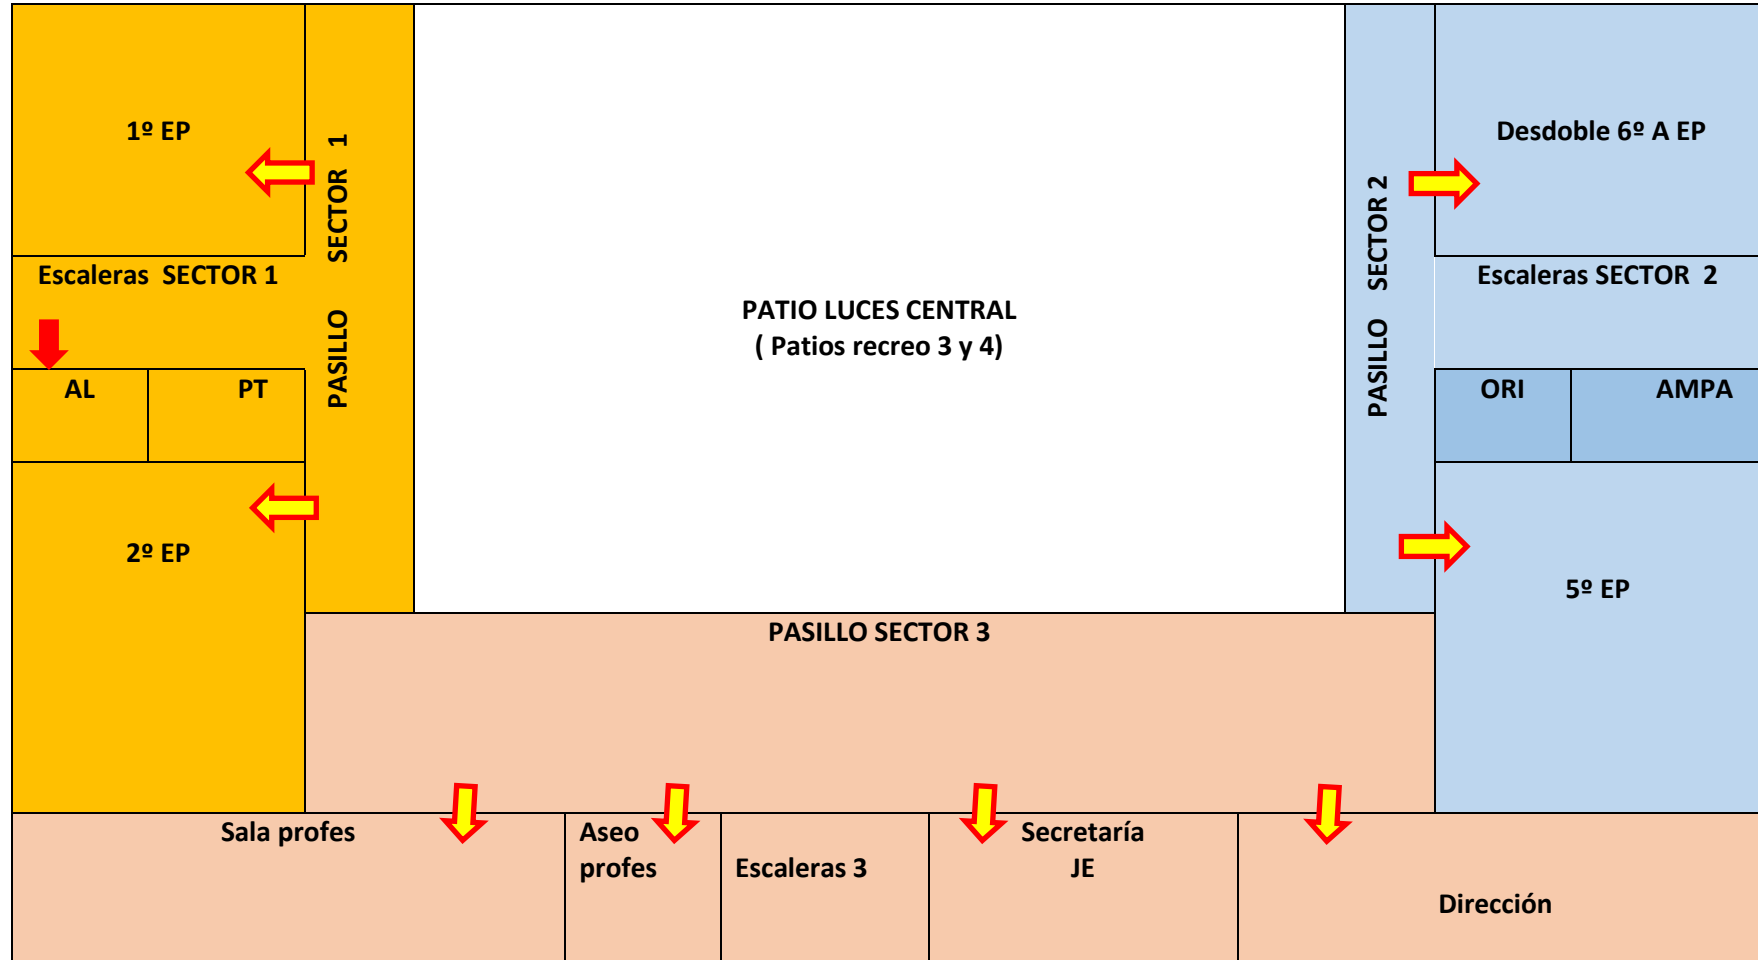 1º EP
PASILLO SECTOR 1
PASILLO SECTOR 2
Desdoble 6º A EP
Escaleras SECTOR 1
Escaleras SECTOR 2
PATIO LUCES CENTRAL
( Patios recreo 3 y 4)
AL
PT
ORI
AMPA
2º EP
5º EP
PASILLO SECTOR 3
Sala profes
Aseo
profes
Escaleras 3
Secretaría
JE
Dirección